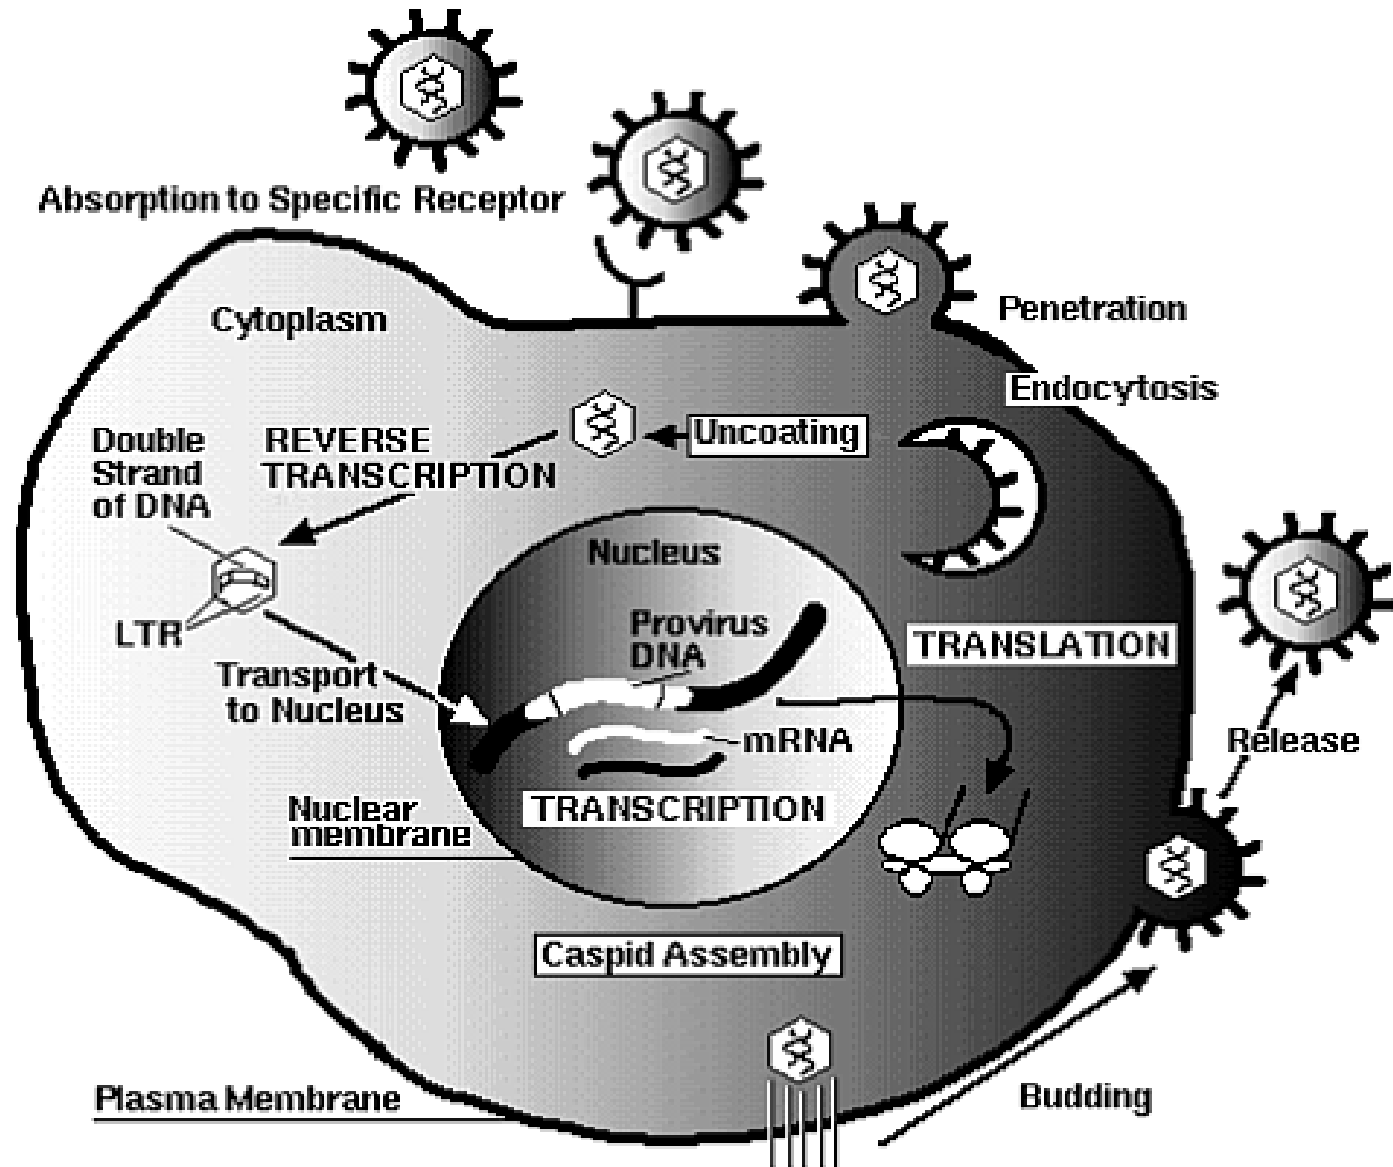 Absorption to Specific Receptor
Cytoplasm
Penetration
Endocytosis
Uncoating
REVERSE
TRANSCRIPTION
Double
Strand
of DNA
LTR
Transport
to Nucleus
Nucleus
Provirus
DNA
mRNA
TRANSCRIPTION
TRANSLATION
Nuclear
membrane
Release
Caspid Assembly
Budding
Plasma Membrane